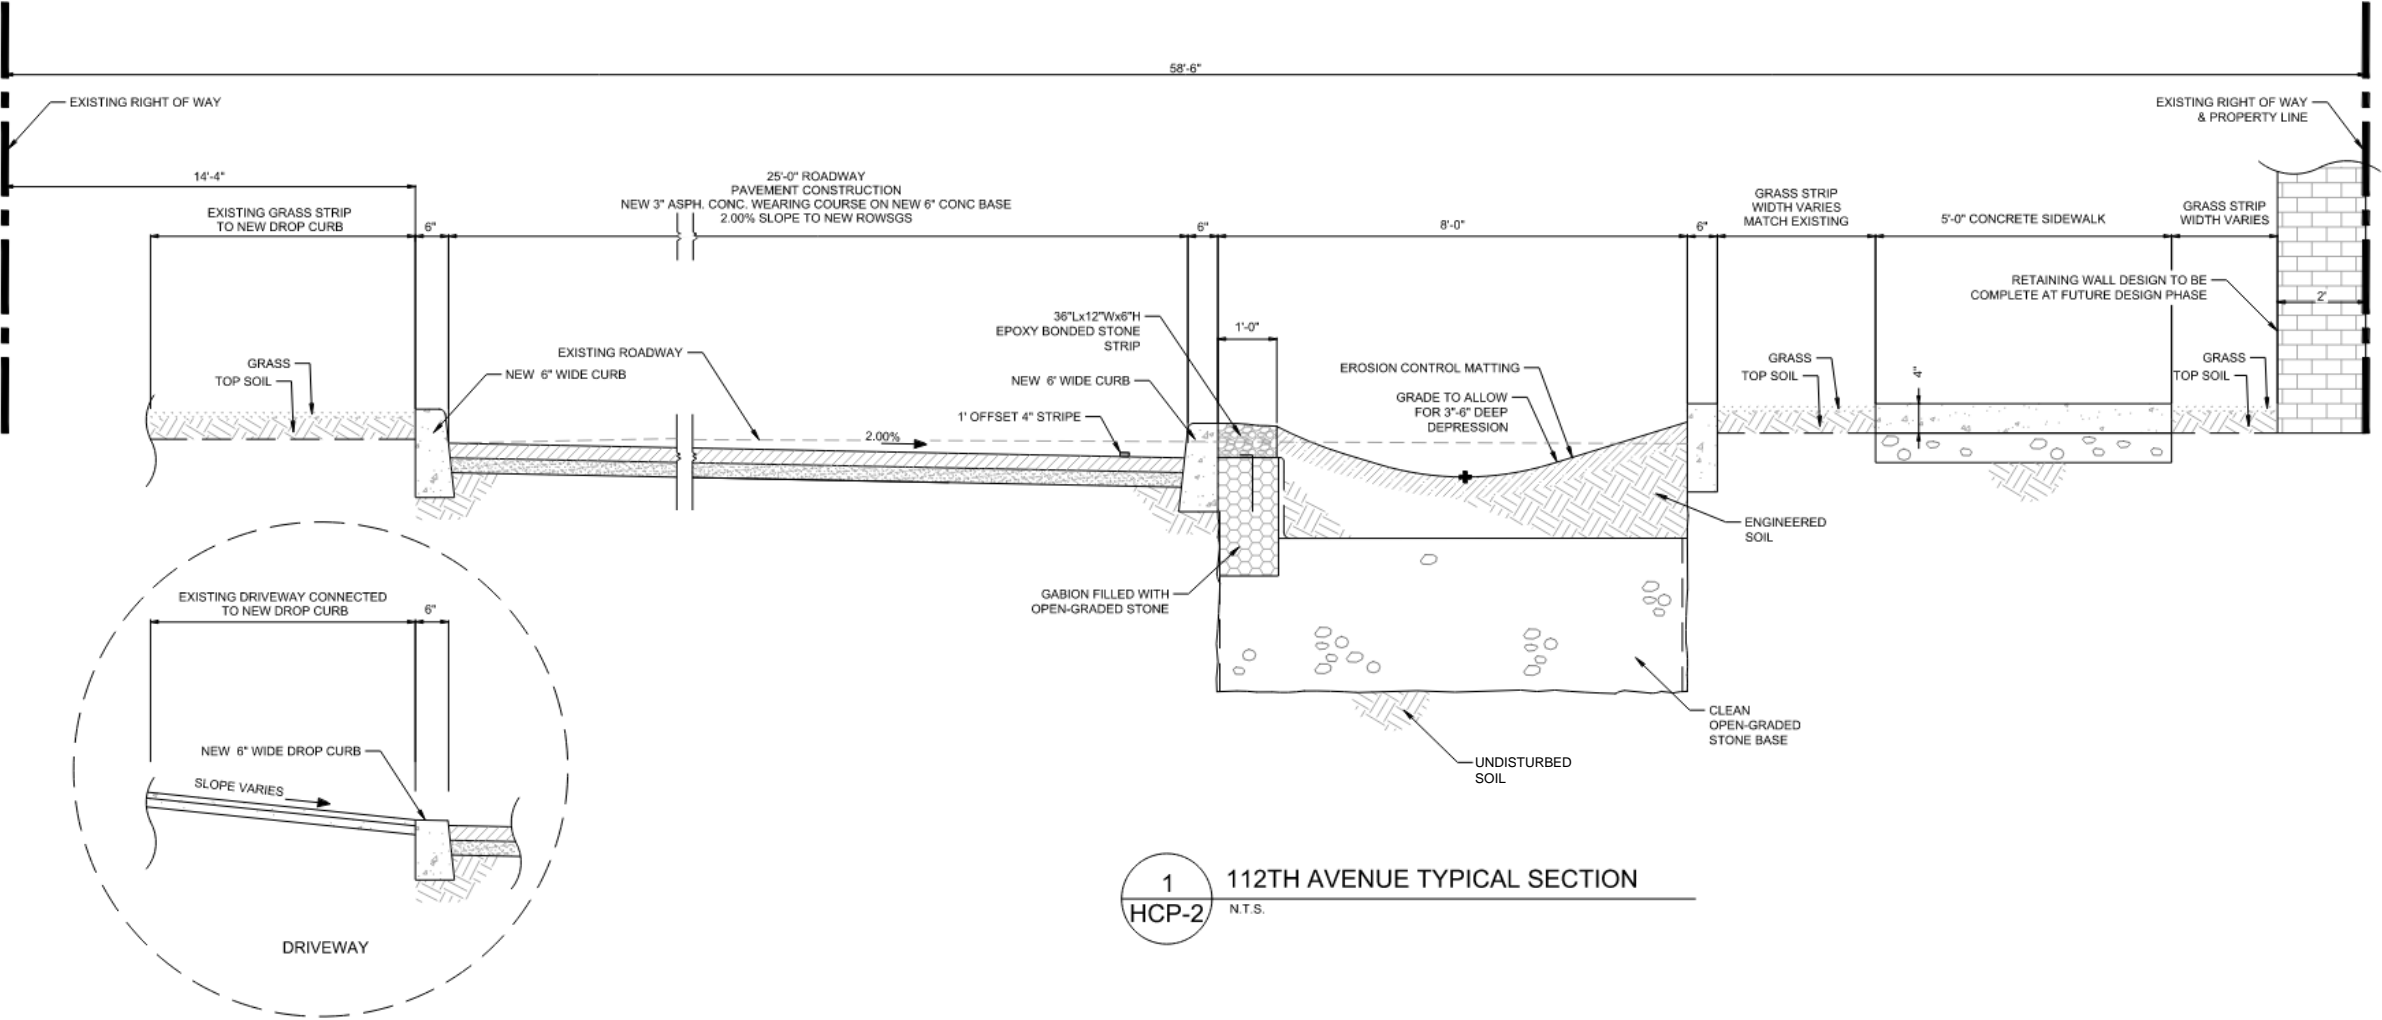 58'-6"
EXISTING RIGHT OF WAY
EXISTING RIGHT OF WAY
& PROPERTY LINE
14'-4"
25'-0" ROADWAY
PAVEMENT CONSTRUCTION
NEW 3" ASPH. CONC. WEARING COURSE ON NEW 6" CONC BASE
2.00% SLOPE TO NEW ROWSGS
EXISTING GRASS STRIP
TO NEW DROP CURB
6"
6"
8'-0"
6"
GRASS STRIP
WIDTH VARIES
MATCH EXISTING
5'-0" CONCRETE SIDEWALK
GRASS STRIP
WIDTH VARIES
RETAINING WALL DESIGN TO BE
COMPLETE AT FUTURE DESIGN PHASE
2'
36"Lx12"Wx6"H
EPOXY BONDED STONE
STRIP
1'-0"
EXISTING ROADWAY
GRASS
TOP SOIL
NEW 6" WIDE CURB
NEW 6' WIDE CURB
1' OFFSET 4" STRIPE
2.00%
EROSION CONTROL MATTING
GRADE TO ALLOW
FOR 3"-6" DEEP
DEPRESSION
GRASS
TOP SOIL
4"
GRASS
TOP SOIL
ENGINEERED
SOIL
GABION FILLED WITH
OPEN-GRADED STONE
CLEAN
OPEN-GRADED
STONE BASE
UNDISTURBED
SOIL
EXISTING DRIVEWAY CONNECTED
TO NEW DROP CURB
6"
NEW 6" WIDE DROP CURB
SLOPE VARIES
DRIVEWAY
1
HCP-2
112TH AVENUE TYPICAL SECTION
N.T.S.